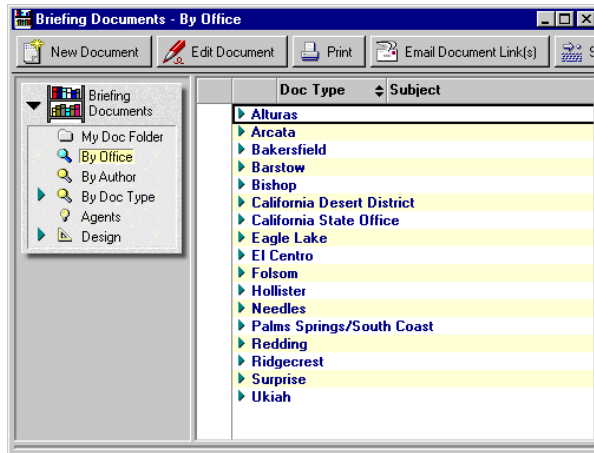 Briefing Documents - By Office
New Document Edit Document Print Email Document Link(s) S
Briefing
Documents
My Doc Folder
By Office
By Author
By Doc Type
Agents
Design
Doc Type Subject
Alturas
Arcata
Bakersfield
Barstow
Bishop
California Desert District
California State Office
Eagle Lake
El Centro
Folsom
Hollister
Needles
Palms Springs/South Coast
Redding
Ridgecrest
Surprise
Ukiah